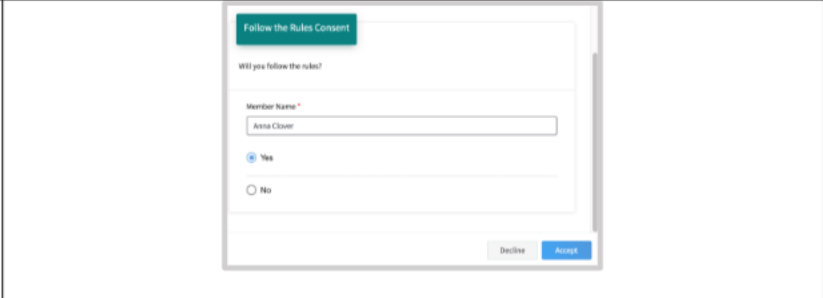 Follow the Rules Consent
Will you follow the rules?
Member Name *
Anna Clover
Yes
No
Decline Accept